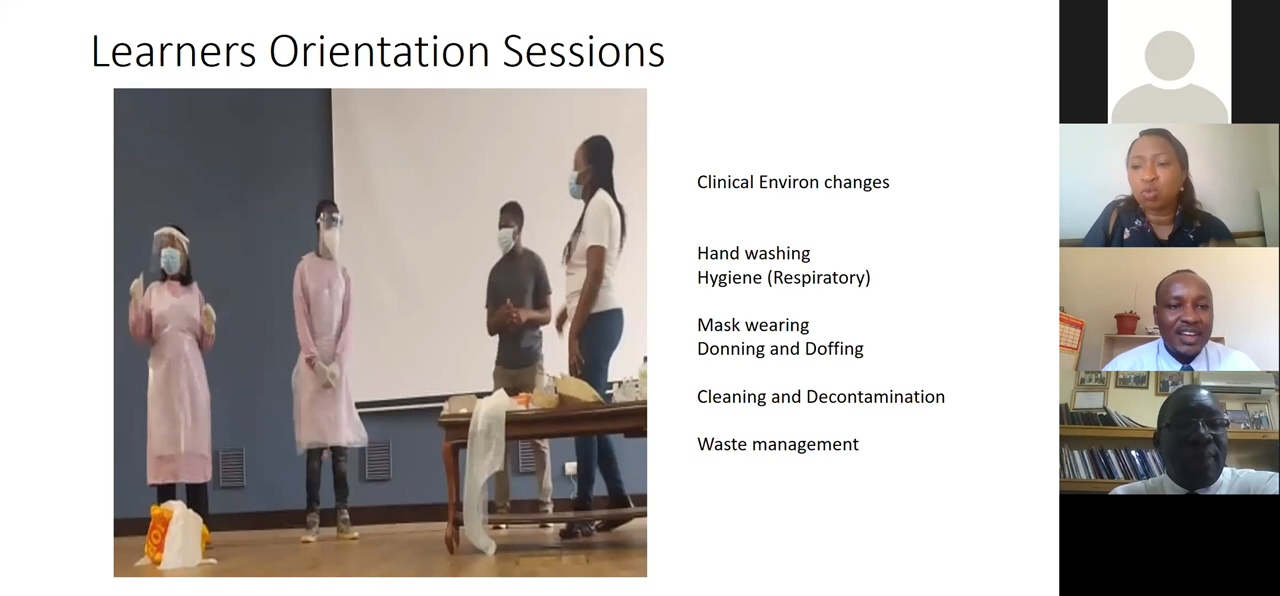 Learners Orientation Sessions
Clinical Environ changes
Hand washing
Hygiene (Respiratory)
Mask wearing
Donning and Doffing
Cleaning and Decontamination
Waste management